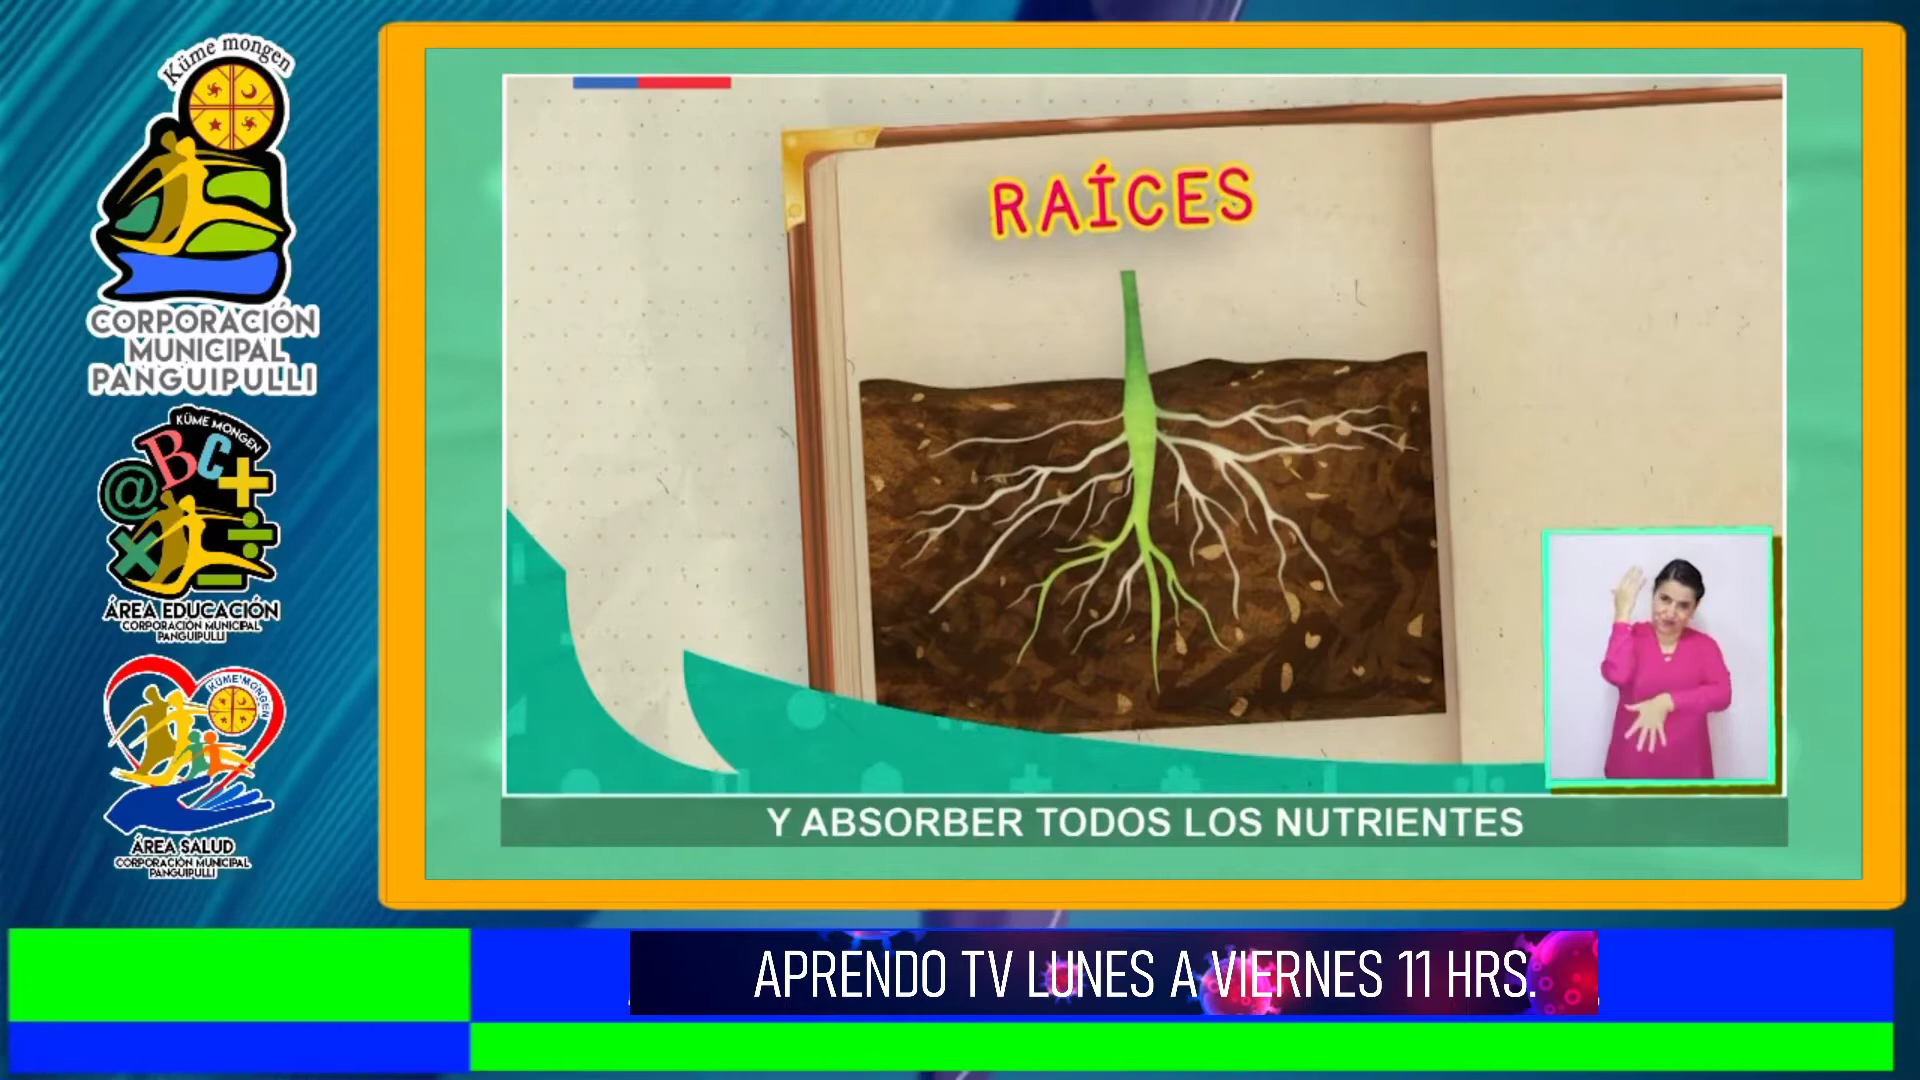 Küme mongen
CORPORACIÓN
MUNICIPAL
PANGUIPULLI
KÜME MONGEN
@ B C + × ÷ −
ÁREA EDUCACIÓN
CORPORACIÓN MUNICIPAL
PANGUIPULLI
KÜME MONGEN
ÁREA SALUD
CORPORACIÓN MUNICIPAL
PANGUIPULLI
RAÍCES
Y ABSORBER TODOS LOS NUTRIENTES
APRENDO TV LUNES A VIERNES 11 HRS.